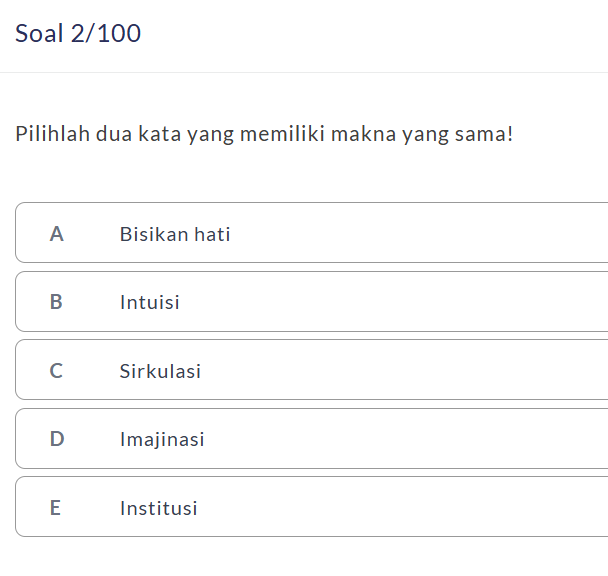 Soal 2/100
Pilihlah dua kata yang memiliki makna yang sama!
A Bisikan hati
B Intuisi
C Sirkulasi
D Imajinasi
E Institusi